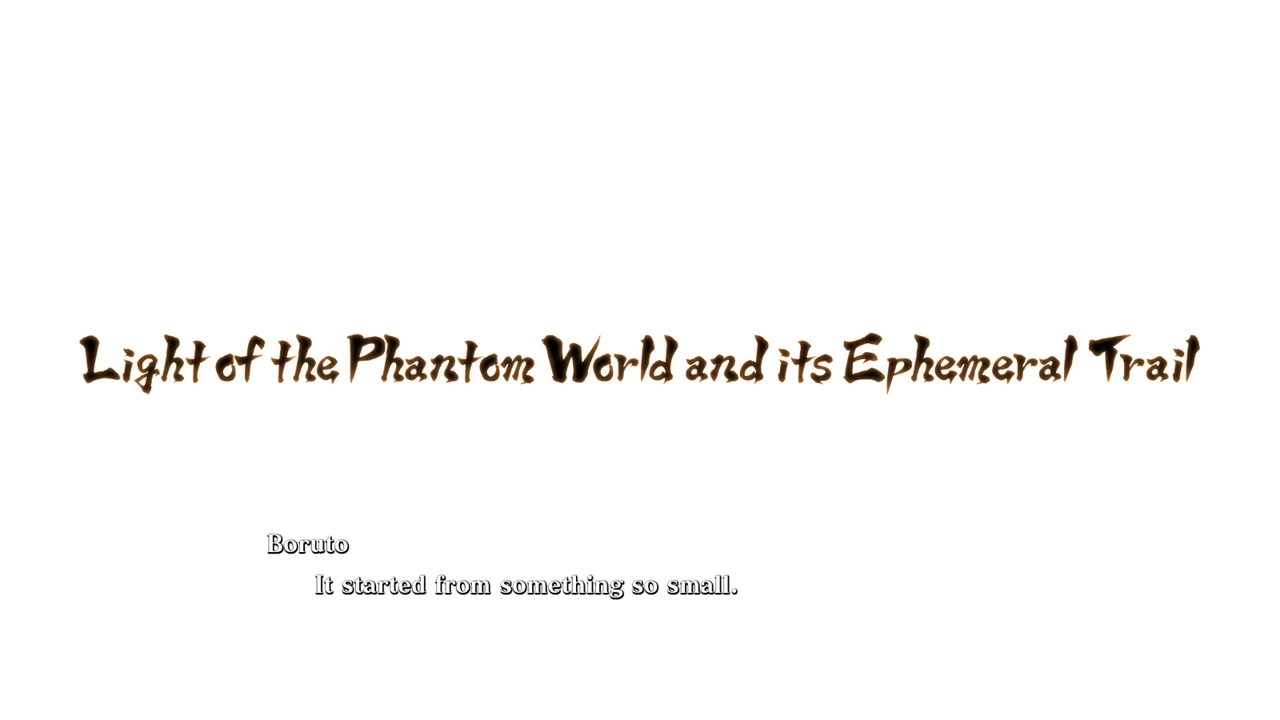 Light of the Phantom World and its Ephemeral Trail
Boruto
It started from something so small.